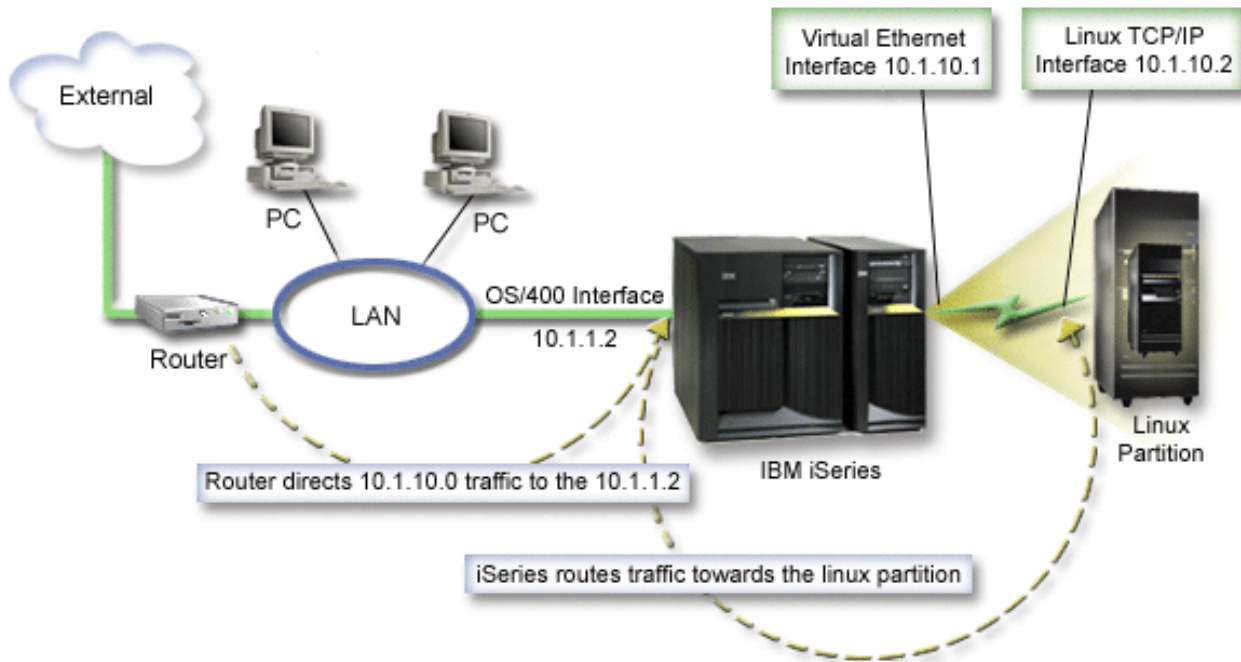 Virtual Ethernet
Interface 10.1.10.1
Linux TCP/IP
Interface 10.1.10.2
External
PC
PC
LAN
OS/400 Interface
10.1.1.2
Router
IBM iSeries
Linux
Partition
Router directs 10.1.10.0 traffic to the 10.1.1.2
iSeries routes traffic towards the linux partition